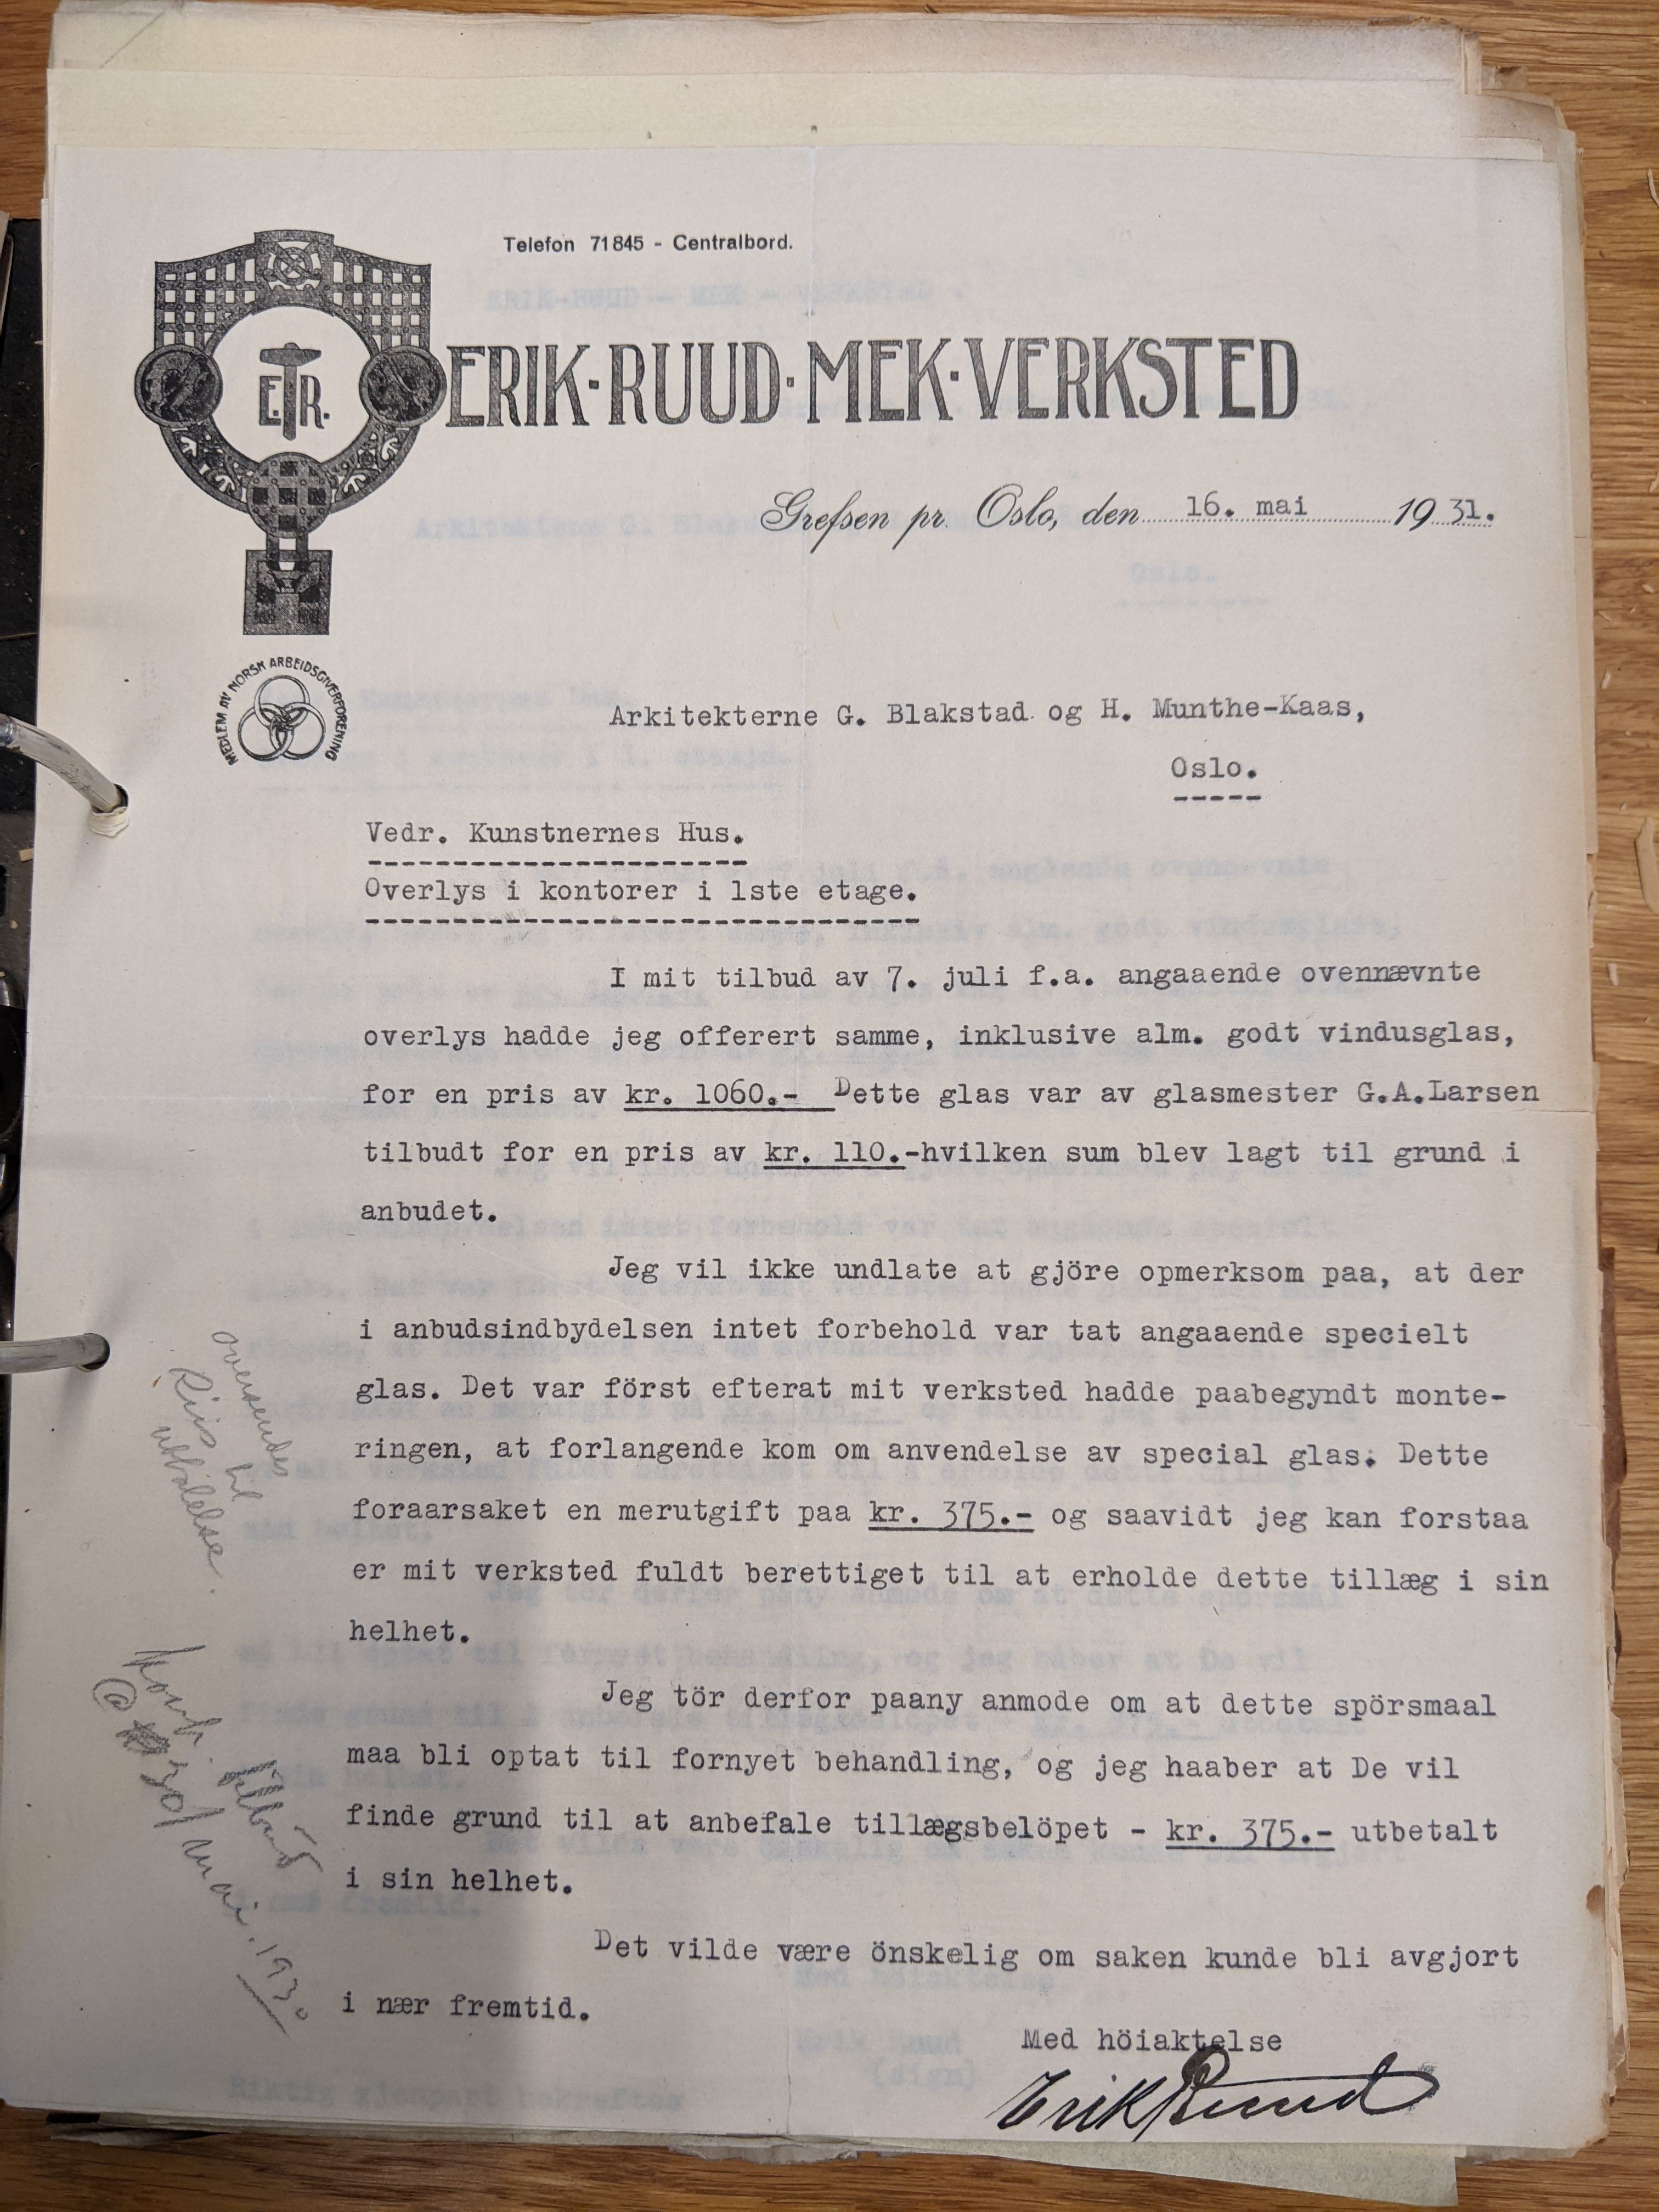 Telefon 71845 - Centralbord.
E.T.R.
ERIK·RUUD·MEK·VERKSTED
Grefsen pr. Oslo, den 16. mai 1931.
MEDLEM AV NORSK ARBEIDSGIVERFORENING
Arkitekterne G. Blakstad og H. Munthe-Kaas,
Oslo.
-----
Vedr. Kunstnernes Hus.
Overlys i kontorer i 1ste etage.
I mit tilbud av 7. juli f.a. angaaende ovennævnte
overlys hadde jeg offerert samme, inklusive alm. godt vindusglas,
for en pris av kr. 1060.- Dette glas var av glasmester G.A.Larsen
tilbudt for en pris av kr. 110.-hvilken sum blev lagt til grund i
anbudet.
Jeg vil ikke undlate at gjöre opmerksom paa, at der
i anbudsindbydelsen intet forbehold var tat angaaende specielt
glas. Det var först efterat mit verksted hadde paabegyndt monte-
ringen, at forlangende kom om anvendelse av special glas. Dette
foraarsaket en merutgift paa kr. 375.- og saavidt jeg kan forstaa
er mit verksted fuldt berettiget til at erholde dette tillæg i sin
helhet.
Jeg tör derfor paany anmode om at dette spörsmaal
maa bli optat til fornyet behandling, og jeg haaber at De vil
finde grund til at anbefale tillægsbelöpet - kr. 375.- utbetalt
i sin helhet.
Det vilde være önskelig om saken kunde bli avgjort
i nær fremtid.
Med höiaktelse
Erik Ruud
oversendes til
Riis
uttalelse.
tilbud
30/ mai. 1930